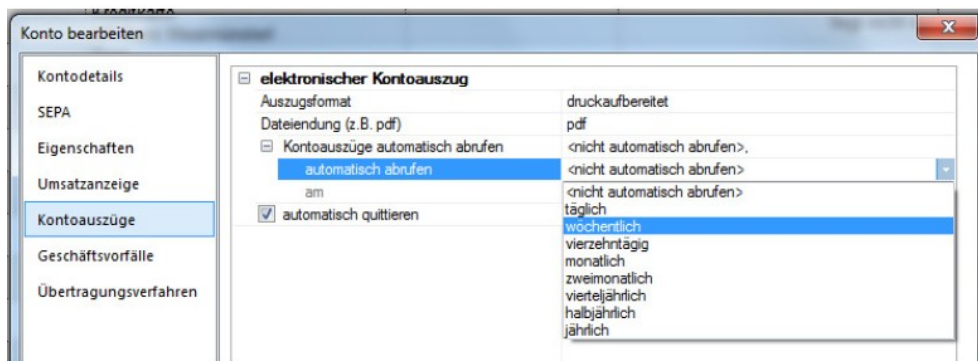 Kreditkarte
Konto bearbeiten
Kontodetails
SEPA
Eigenschaften
Umsatzanzeige
Kontoauszüge
Geschäftsvorfälle
Übertragungsverfahren
elektronischer Kontoauszug
Auszugsformat druckaufbereitet
Dateiendung (z.B. pdf) pdf
Kontoauszüge automatisch abrufen <nicht automatisch abrufen>,
automatisch abrufen <nicht automatisch abrufen>
am <nicht automatisch abrufen>
automatisch quittieren täglich
wöchentlich
vierzehntägig
monatlich
zweimonatlich
vierteljährlich
halbjährlich
jährlich